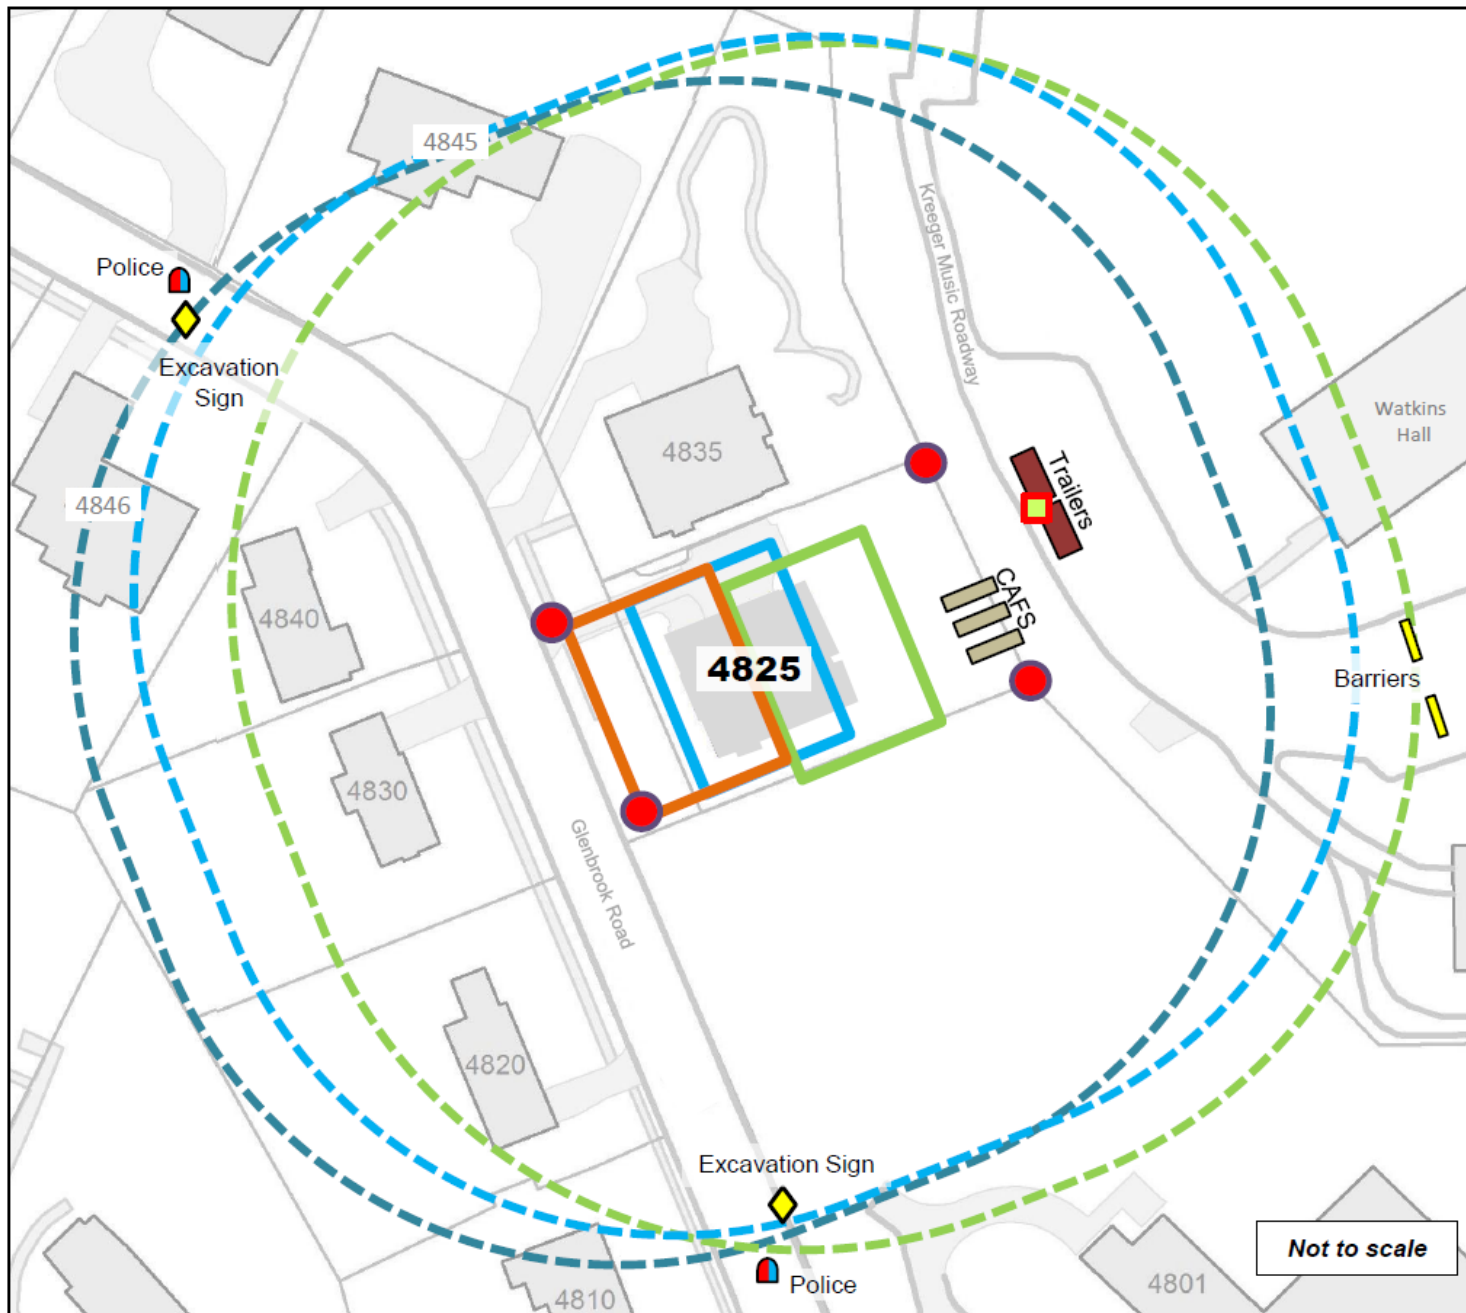 4845
Police
Excavation
Sign
Kreeger Music Roadway
Watkins
Hall
4835
Trailers
4846
CAFS
4840
4825
Barriers
4830
Glenbrook Road
4820
Excavation Sign
Police
4810
4801
Not to scale